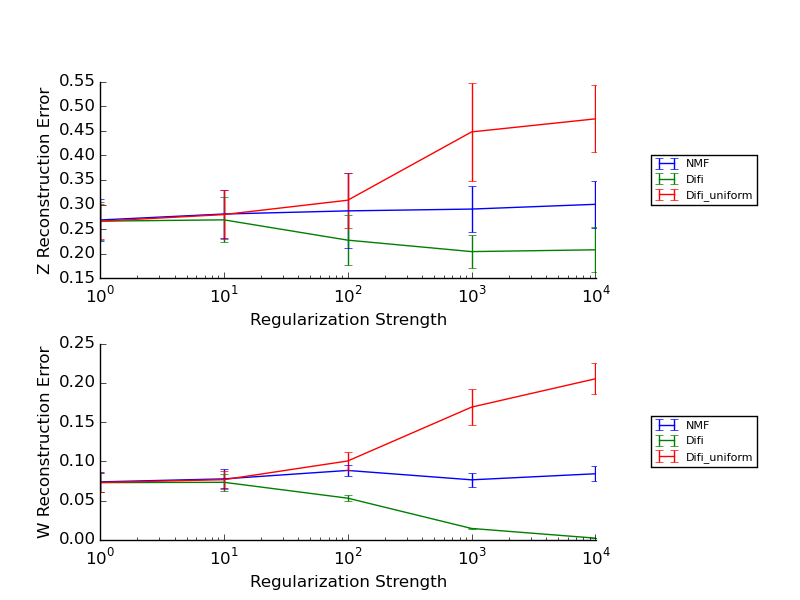 Z Reconstruction Error
0.55
0.50
0.45
0.40
0.35
0.30
0.25
0.20
0.15
10^0 10^1 10^2 10^3 10^4
Regularization Strength
NMF
Difi
Difi_uniform
W Reconstruction Error
0.25
0.20
0.15
0.10
0.05
0.00
10^0 10^1 10^2 10^3 10^4
Regularization Strength
NMF
Difi
Difi_uniform